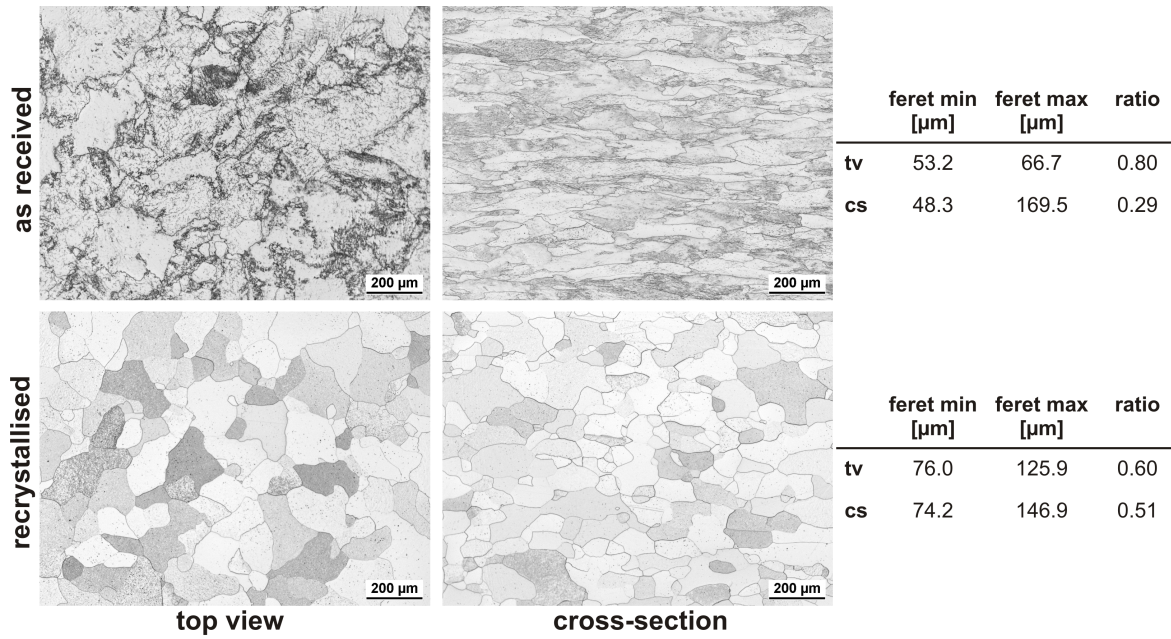 as received
200 µm
200 µm
feret min feret max ratio
[µm] [µm]
tv 53.2 66.7 0.80
cs 48.3 169.5 0.29
recrystallised
200 µm
200 µm
feret min feret max ratio
[µm] [µm]
tv 76.0 125.9 0.60
cs 74.2 146.9 0.51
top view
cross-section